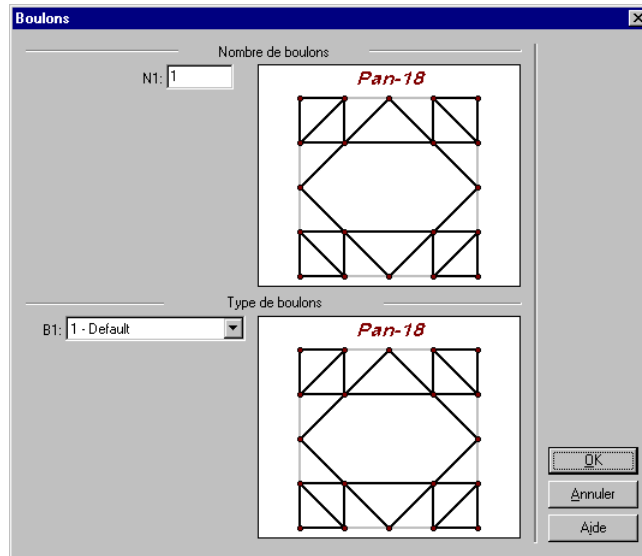 Boulons
Nombre de boulons
N1: 1
Pan-18
Type de boulons
B1: 1 - Default
Pan-18
OK
Annuler
Aide